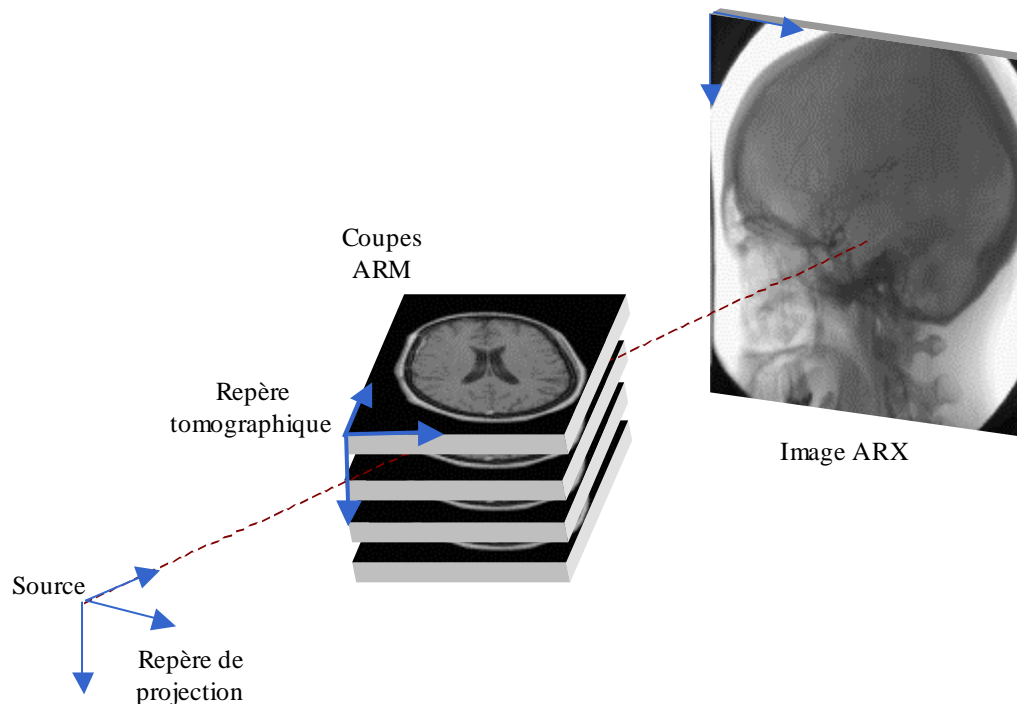 Coupes
ARM
Repère
tomographique
Image ARX
Source
Repère de
projection